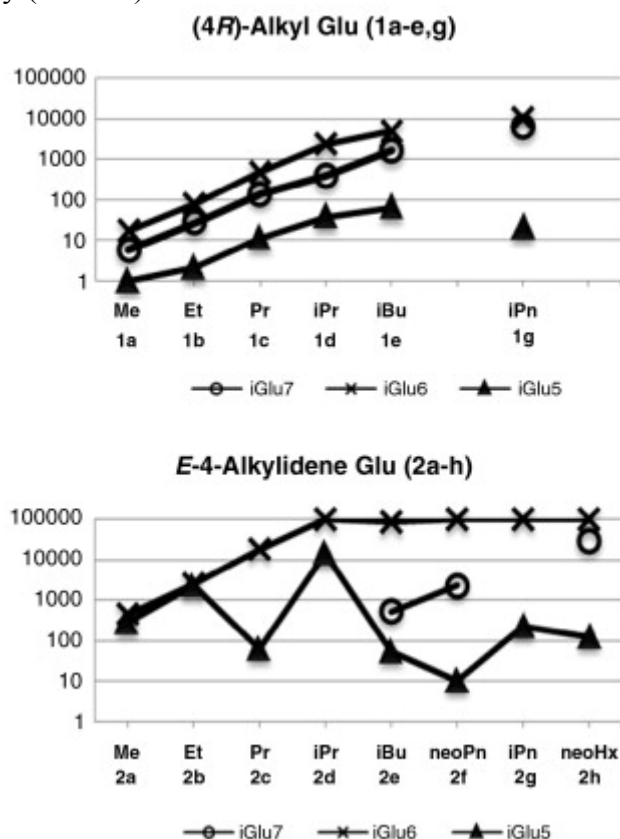 (4R)-Alkyl Glu (1a-e,g)
100000
10000
1000
100
10
1
Me Et Pr iPr iBu iPn
1a 1b 1c 1d 1e 1g
iGlu7 iGlu6 iGlu5
E-4-Alkylidene Glu (2a-h)
100000
10000
1000
100
10
1
Me Et Pr iPr iBu neoPn iPn neoHx
2a 2b 2c 2d 2e 2f 2g 2h
iGlu7 iGlu6 iGlu5